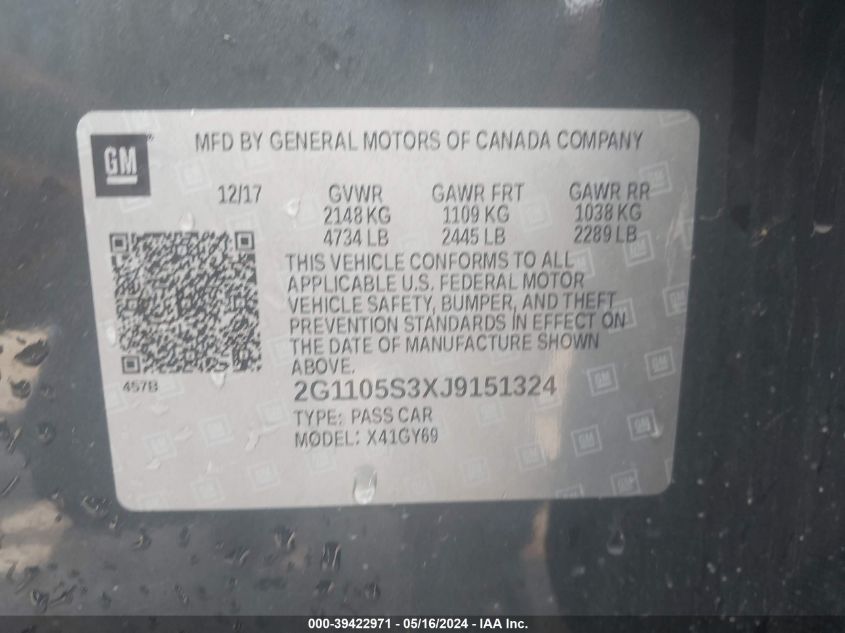 GM
MFD BY GENERAL MOTORS OF CANADA COMPANY
12/17 GVWR GAWR FRT GAWR RR
2148 KG 1109 KG 1038 KG
4734 LB 2445 LB 2289 LB
THIS VEHICLE CONFORMS TO ALL
APPLICABLE U.S. FEDERAL MOTOR
VEHICLE SAFETY, BUMPER, AND THEFT
PREVENTION STANDARDS IN EFFECT ON
THE DATE OF MANUFACTURE SHOWN
ABOVE.
457B
2G1105S3XJ9151324
TYPE: PASS CAR
MODEL: X41GY69
000-39422971 - 05/16/2024 - IAA Inc.